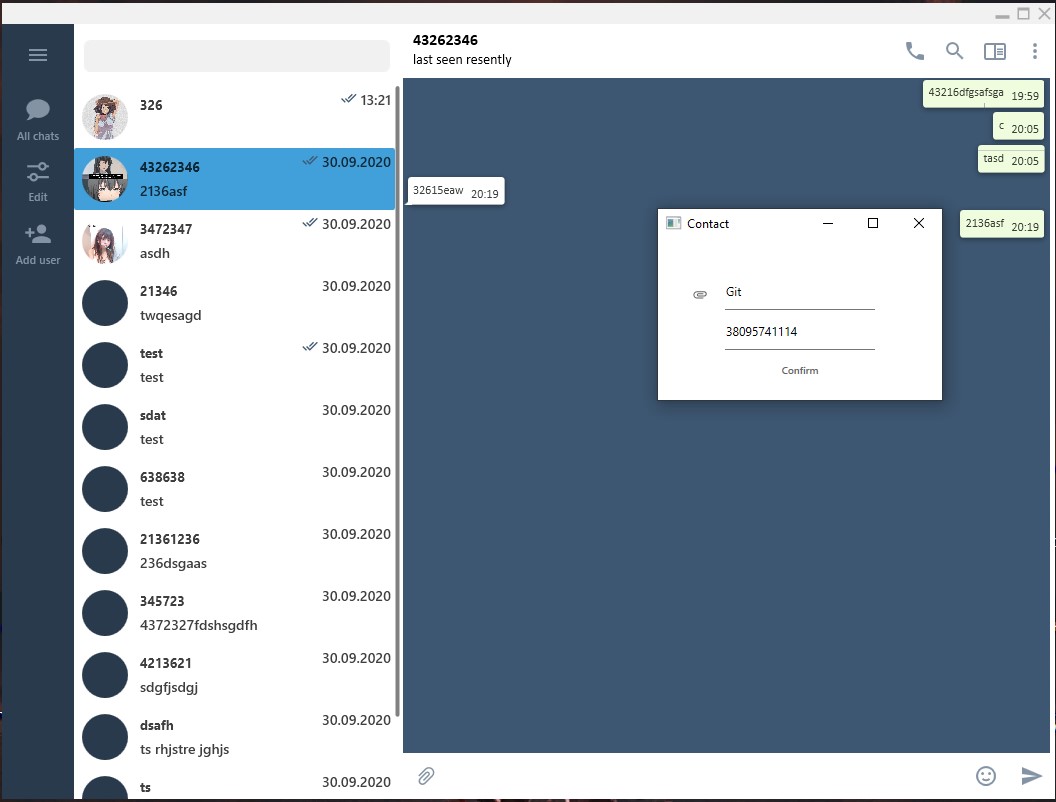 All chats
Edit
Add user
326
13:21
43262346
30.09.2020
2136asf
3472347
30.09.2020
asdh
21346
30.09.2020
twqesagd
test
30.09.2020
test
sdat
30.09.2020
test
638638
30.09.2020
test
21361236
30.09.2020
236dsgaas
345723
30.09.2020
4372327fdshsgdfh
4213621
30.09.2020
sdgfjsdgj
dsafh
30.09.2020
ts rhjstre jghjs
ts
30.09.2020
43262346
last seen resently
43216dfgsafsga 19:59
c 20:05
tasd 20:05
32615eaw 20:19
2136asf 20:19
Contact
Git
38095741114
Confirm